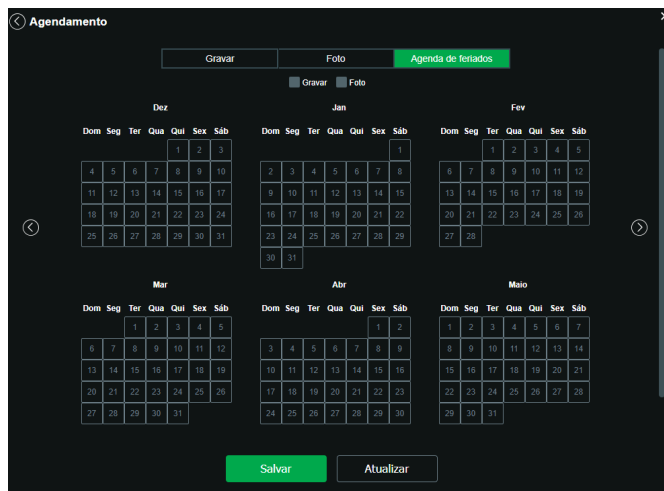 Agendamento
Gravar Foto Agenda de feriados
Gravar Foto
Dez Jan Fev
Dom Seg Ter Qua Qui Sex Sáb Dom Seg Ter Qua Qui Sex Sáb Dom Seg Ter Qua Qui Sex Sáb
1 2 3 1 1 2 3 4 5
4 5 6 7 8 9 10 2 3 4 5 6 7 8 6 7 8 9 10 11 12
11 12 13 14 15 16 17 9 10 11 12 13 14 15 13 14 15 16 17 18 19
18 19 20 21 22 23 24 16 17 18 19 20 21 22 20 21 22 23 24 25 26
25 26 27 28 29 30 31 23 24 25 26 27 28 29 27 28
30 31
Mar Abr Maio
Dom Seg Ter Qua Qui Sex Sáb Dom Seg Ter Qua Qui Sex Sáb Dom Seg Ter Qua Qui Sex Sáb
1 2 3 4 5 1 2 1 2 3 4 5 6 7
6 7 8 9 10 11 12 3 4 5 6 7 8 9 8 9 10 11 12 13 14
13 14 15 16 17 18 19 10 11 12 13 14 15 16 15 16 17 18 19 20 21
20 21 22 23 24 25 26 17 18 19 20 21 22 23 22 23 24 25 26 27 28
27 28 29 30 31 24 25 26 27 28 29 30 29 30 31
Salvar Atualizar